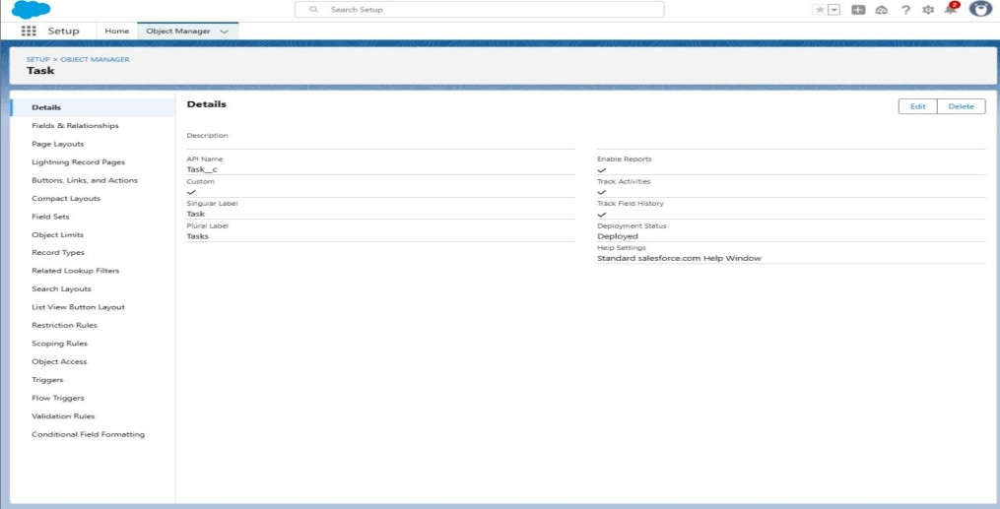 Search Setup
2
Setup Home Object Manager
SETUP > OBJECT MANAGER
Task
Details
Fields & Relationships
Page Layouts
Lightning Record Pages
Buttons, Links, and Actions
Compact Layouts
Field Sets
Object Limits
Record Types
Related Lookup Filters
Search Layouts
List View Button Layout
Restriction Rules
Scoping Rules
Object Access
Triggers
Flow Triggers
Validation Rules
Conditional Field Formatting
Details
Edit Delete
Description
API Name
Task__c
Custom
Singular Label
Task
Plural Label
Tasks
Enable Reports
Track Activities
Track Field History
Deployment Status
Deployed
Help Settings
Standard salesforce.com Help Window